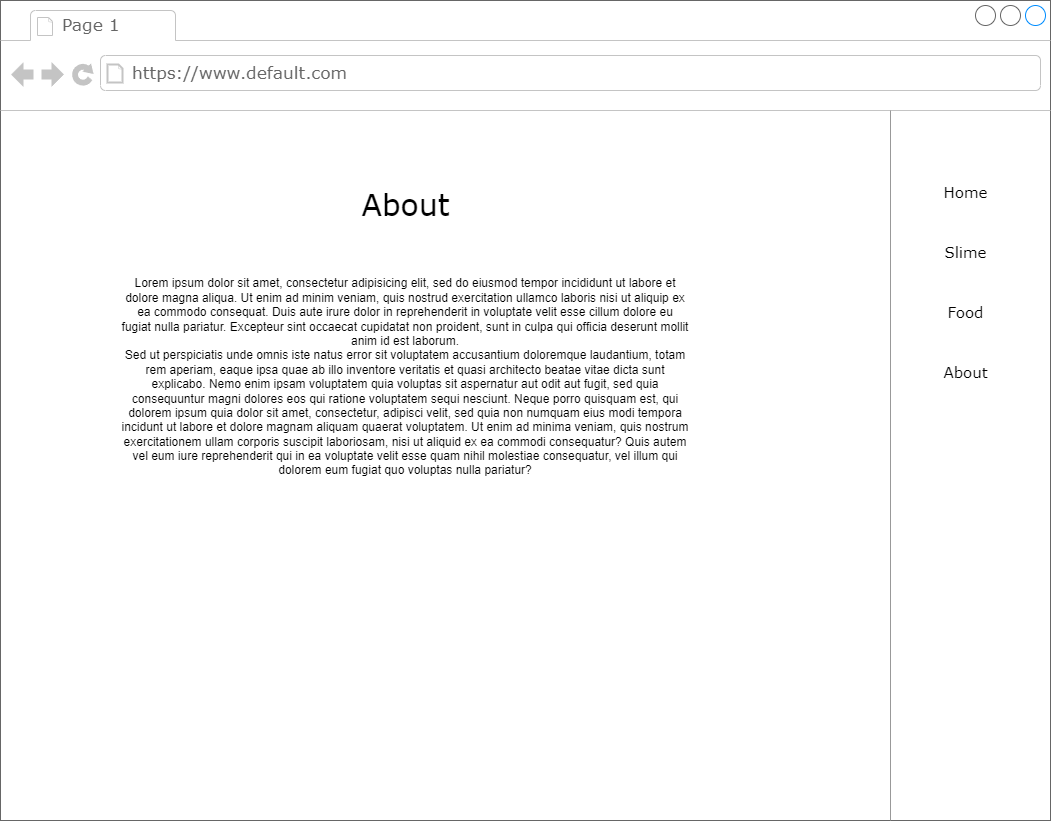 Page 1
https://www.default.com
About
Lorem ipsum dolor sit amet, consectetur adipisicing elit, sed do eiusmod tempor incididunt ut labore et
dolore magna aliqua. Ut enim ad minim veniam, quis nostrud exercitation ullamco laboris nisi ut aliquip ex
ea commodo consequat. Duis aute irure dolor in reprehenderit in voluptate velit esse cillum dolore eu
fugiat nulla pariatur. Excepteur sint occaecat cupidatat non proident, sunt in culpa qui officia deserunt mollit
anim id est laborum.
Sed ut perspiciatis unde omnis iste natus error sit voluptatem accusantium doloremque laudantium, totam
rem aperiam, eaque ipsa quae ab illo inventore veritatis et quasi architecto beatae vitae dicta sunt
explicabo. Nemo enim ipsam voluptatem quia voluptas sit aspernatur aut odit aut fugit, sed quia
consequuntur magni dolores eos qui ratione voluptatem sequi nesciunt. Neque porro quisquam est, qui
dolorem ipsum quia dolor sit amet, consectetur, adipisci velit, sed quia non numquam eius modi tempora
incidunt ut labore et dolore magnam aliquam quaerat voluptatem. Ut enim ad minima veniam, quis nostrum
exercitationem ullam corporis suscipit laboriosam, nisi ut aliquid ex ea commodi consequatur? Quis autem
vel eum iure reprehenderit qui in ea voluptate velit esse quam nihil molestiae consequatur, vel illum qui
dolorem eum fugiat quo voluptas nulla pariatur?
Home
Slime
Food
About